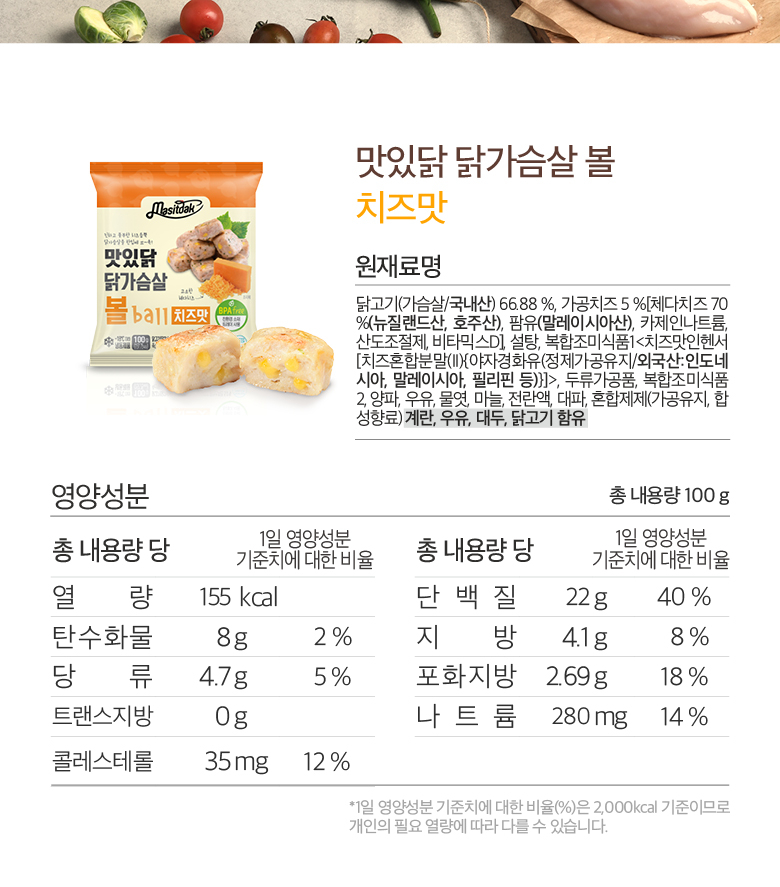 맛있닭 닭가슴살 볼
치즈맛
원재료명
닭고기(가슴살/국내산) 66.88 %, 가공치즈 5 %[체다치즈 70
%(뉴질랜드산, 호주산), 팜유(말레이시아산), 카제인나트륨,
산도조절제, 비타믹스D], 설탕, 복합조미식품1<치즈맛인헨서
[치즈혼합분말(II){야자경화유(정제가공유지/외국산:인도네
시아, 말레이시아, 필리핀 등)}]>, 두류가공품, 복합조미식품
2, 양파, 우유, 물엿, 마늘, 전란액, 대파, 혼합제제(가공유지, 합
성향료) 계란, 우유, 대두, 닭고기 함유
Masitdak
맛있닭
닭가슴살
볼 ball 치즈맛
BPA free
100g
영양성분
총 내용량 100 g
총 내용량 당 1일 영양성분 기준치에 대한 비율
열량 155 kcal
탄수화물 8 g 2 %
당류 4.7 g 5 %
트랜스지방 0 g
콜레스테롤 35 mg 12 %
총 내용량 당 1일 영양성분 기준치에 대한 비율
단백질 22 g 40 %
지방 4.1 g 8 %
포화지방 2.69 g 18 %
나트륨 280 mg 14 %
*1일 영양성분 기준치에 대한 비율(%)은 2,000kcal 기준이므로
개인의 필요 열량에 따라 다를 수 있습니다.